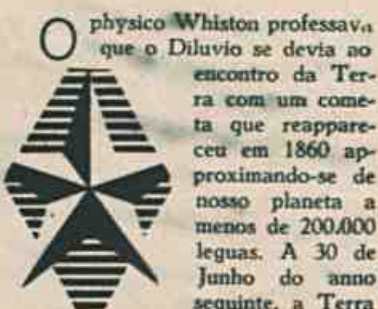 O physico Whiston professava
que o Diluvio se devia ao
encontro da Ter-
ra com um come-
ta que reappare-
ceu em 1860 ap-
proximando-se de
nosso planeta a
menos de 200.000
leguas. A 30 de
Junho do anno
seguinte, a Terra